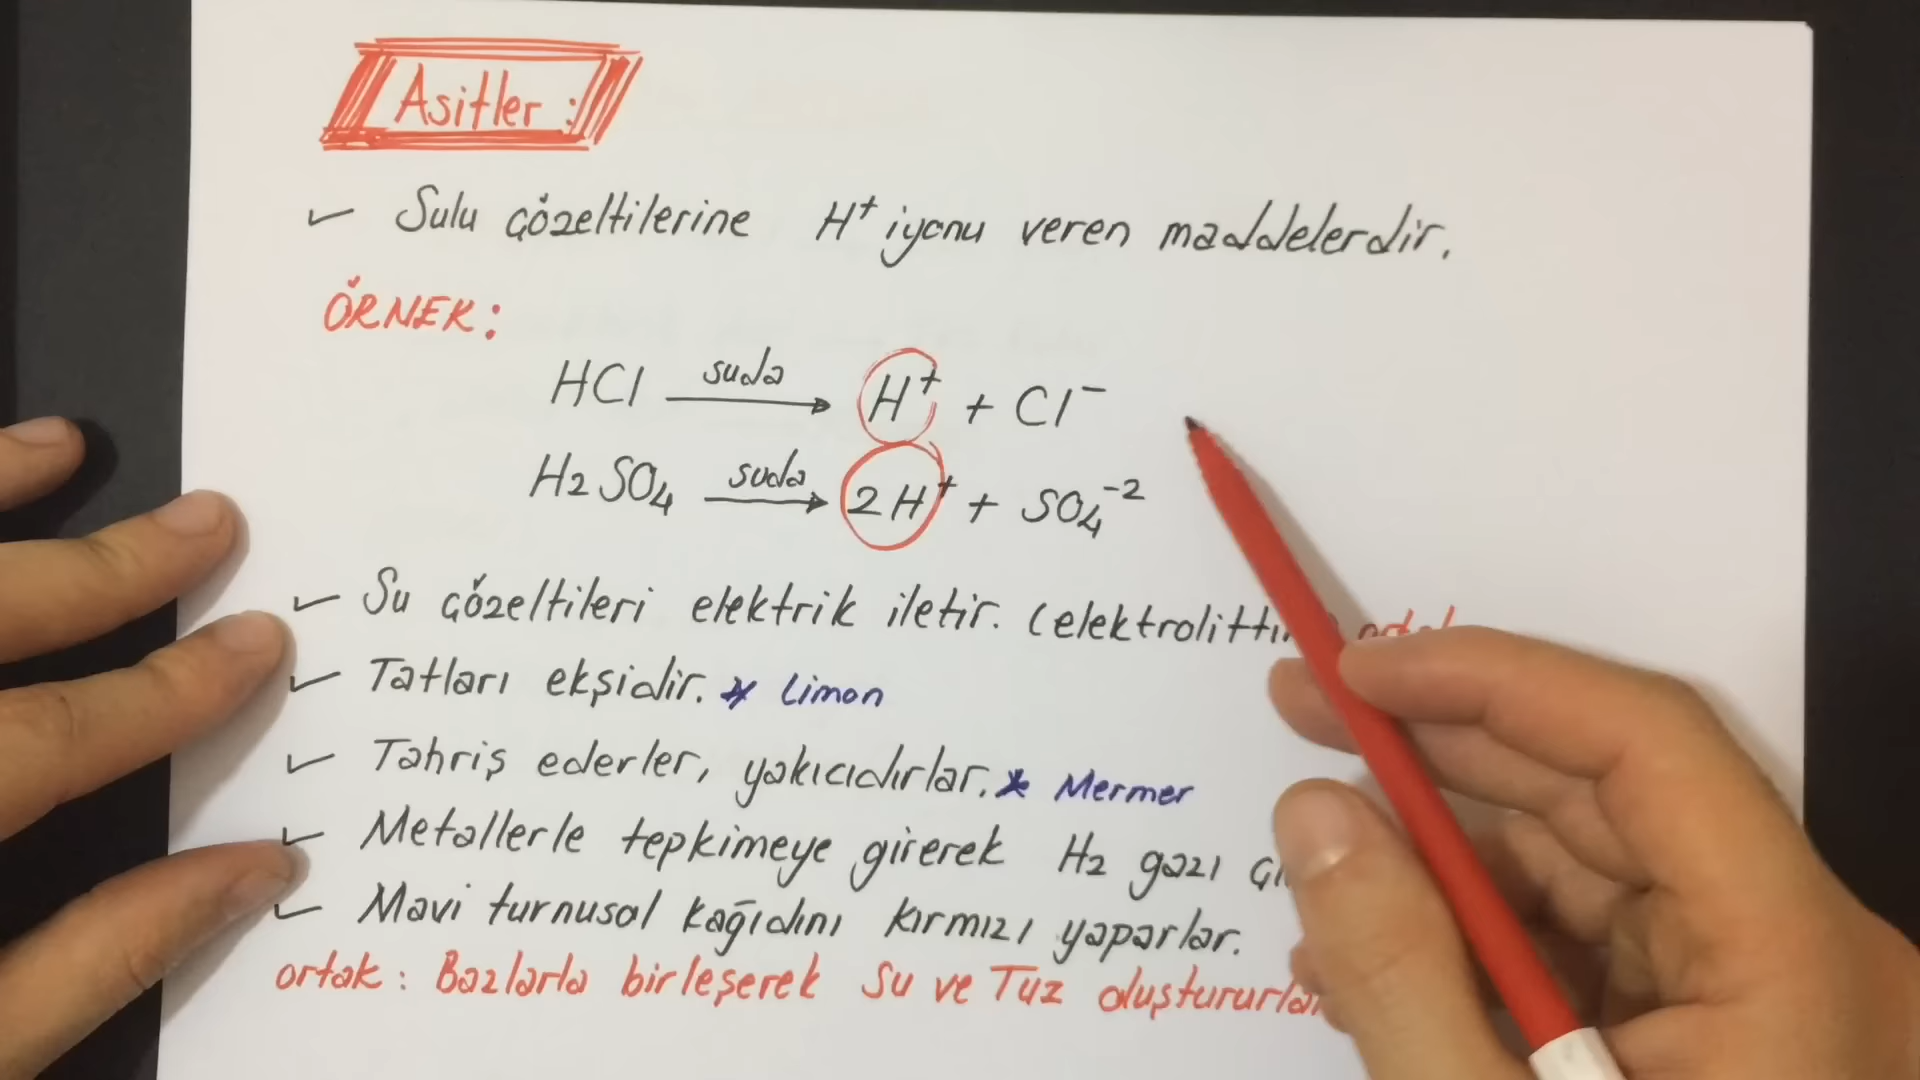 Asitler :
✓ Sulu çözeltilerine H⁺ iyonu veren maddelerdir.
ÖRNEK:
HCl suda → H⁺ + Cl⁻
H₂SO₄ suda → 2H⁺ + SO₄⁻²
✓ Su çözeltileri elektrik iletir. (elektrolittir
✓ Tatları ekşidir. * Limon
✓ Tahriş ederler, yakıcıdırlar. * Mermer
✓ Metallerle tepkimeye girerek H₂ gazı
✓ Mavi turnusol kağıdını kırmızı yaparlar.
ortak : Bazlarla birleşerek Su ve Tuz oluştururlar